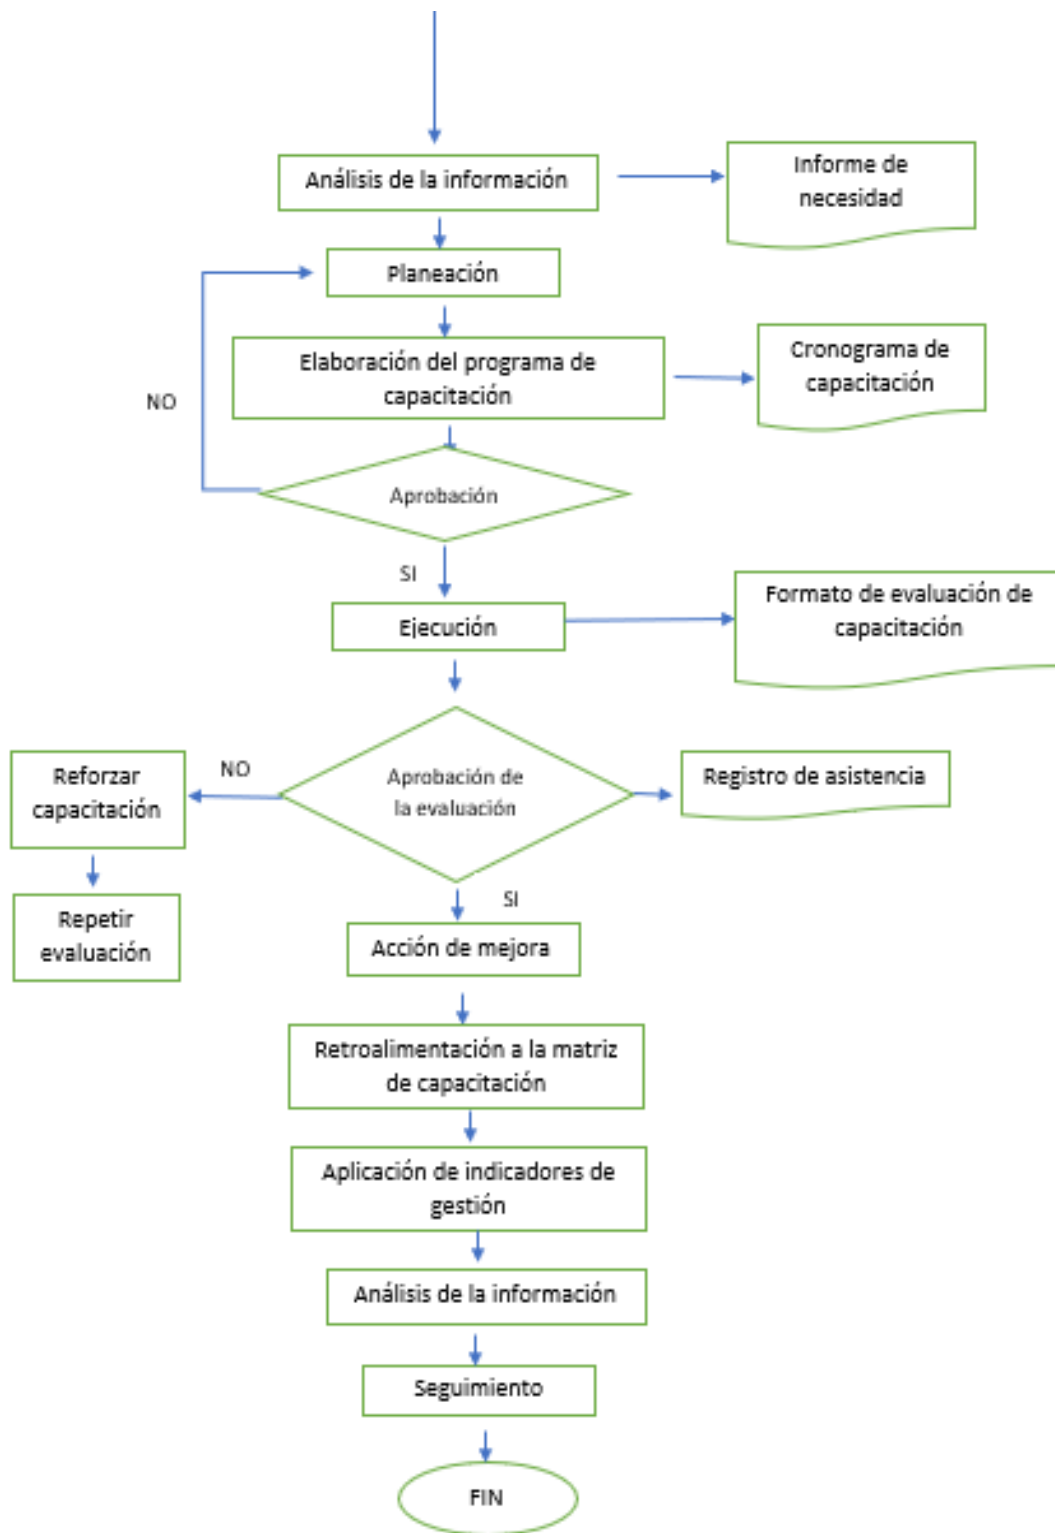 Análisis de la información
Informe de
necesidad
Planeación
Elaboración del programa de
capacitación
Cronograma de
capacitación
NO
Aprobación
SI
Ejecución
Formato de evaluación de
capacitación
Reforzar
capacitación
NO
Aprobación de
la evaluación
Registro de asistencia
SI
Repetir
evaluación
Acción de mejora
Retroalimentación a la matriz
de capacitación
Aplicación de indicadores de
gestión
Análisis de la información
Seguimiento
FIN